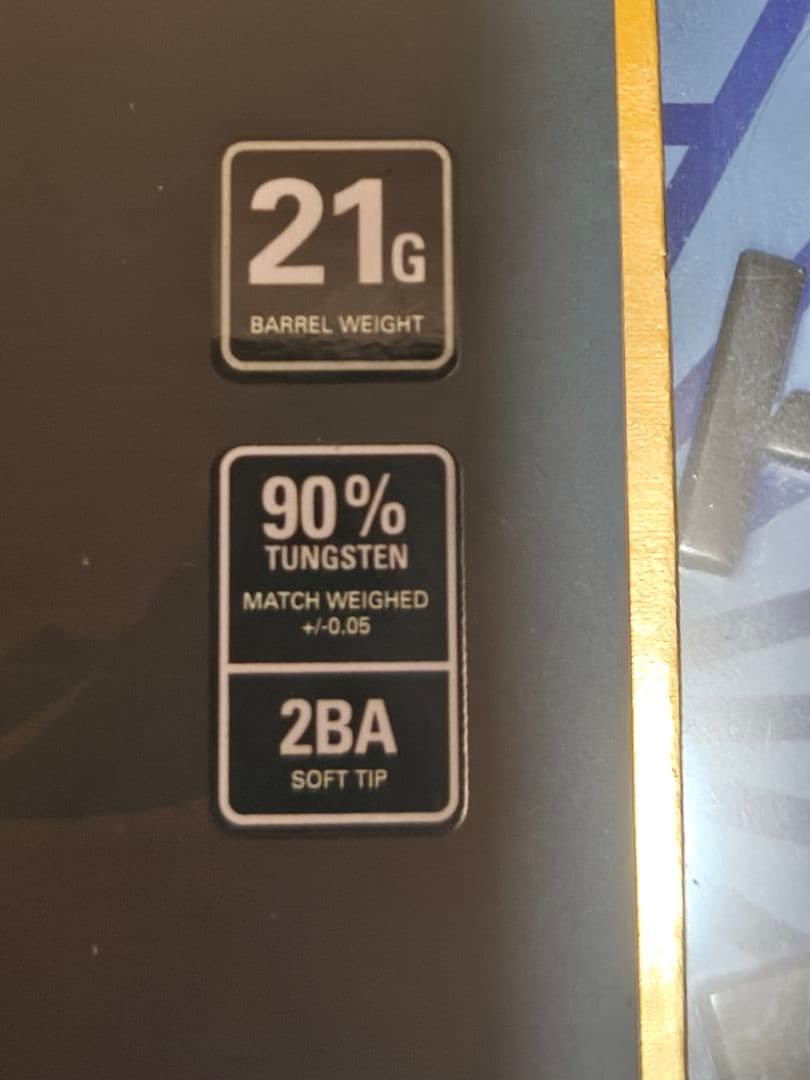 21G
BARREL WEIGHT
90%
TUNGSTEN
MATCH WEIGHED
+/-0.05
2BA
SOFT TIP